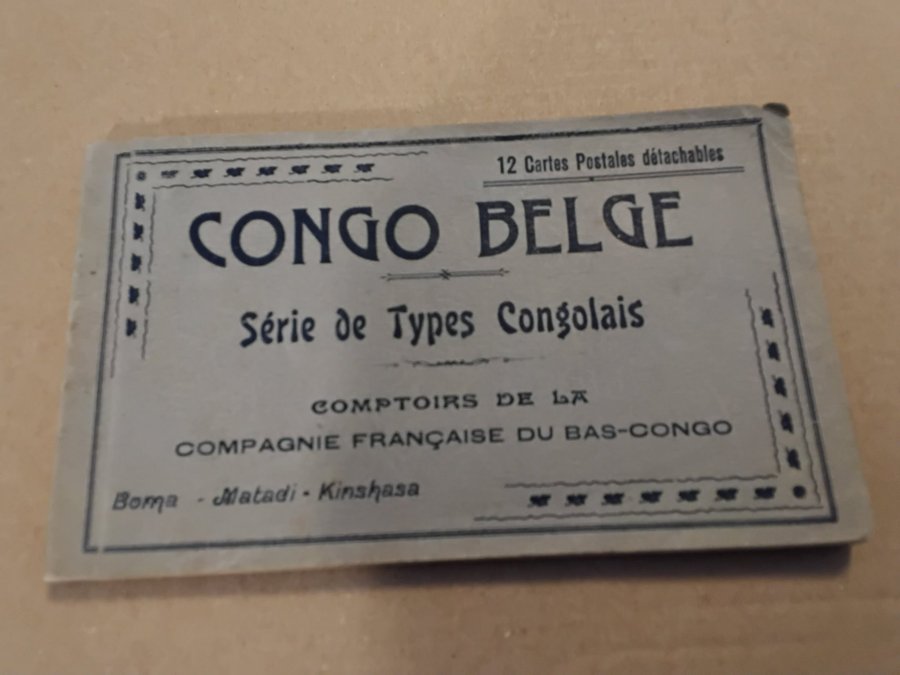 12 Cartes Postales détachables
CONGO BELGE
Série de Types Congolais
COMPTOIRS DE LA
COMPAGNIE FRANÇAISE DU BAS-CONGO
Boma - Matadi - Kinshasa